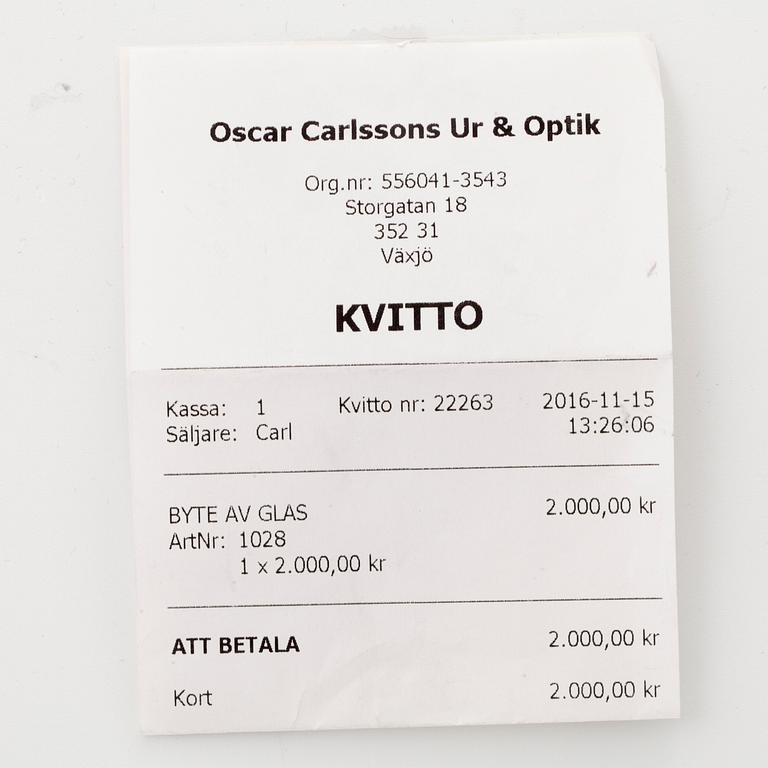 Oscar Carlssons Ur & Optik
Org.nr: 556041-3543
Storgatan 18
352 31
Växjö
KVITTO
Kassa: 1 Kvitto nr: 22263 2016-11-15
Säljare: Carl 13:26:06
BYTE AV GLAS 2.000,00 kr
ArtNr: 1028
1 x 2.000,00 kr
ATT BETALA 2.000,00 kr
Kort 2.000,00 kr